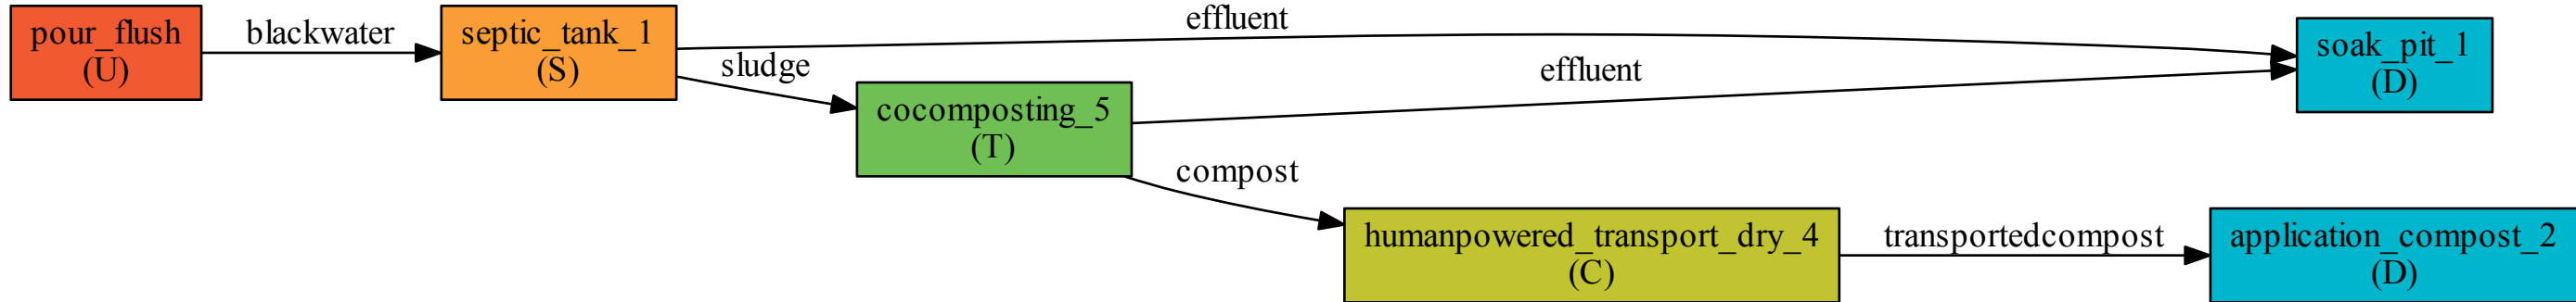 pour_flush
(U)
blackwater
septic_tank_1
(S)
effluent
sludge
cocomposting_5
(T)
effluent
soak_pit_1
(D)
compost
humanpowered_transport_dry_4
(C)
transportedcompost
application_compost_2
(D)